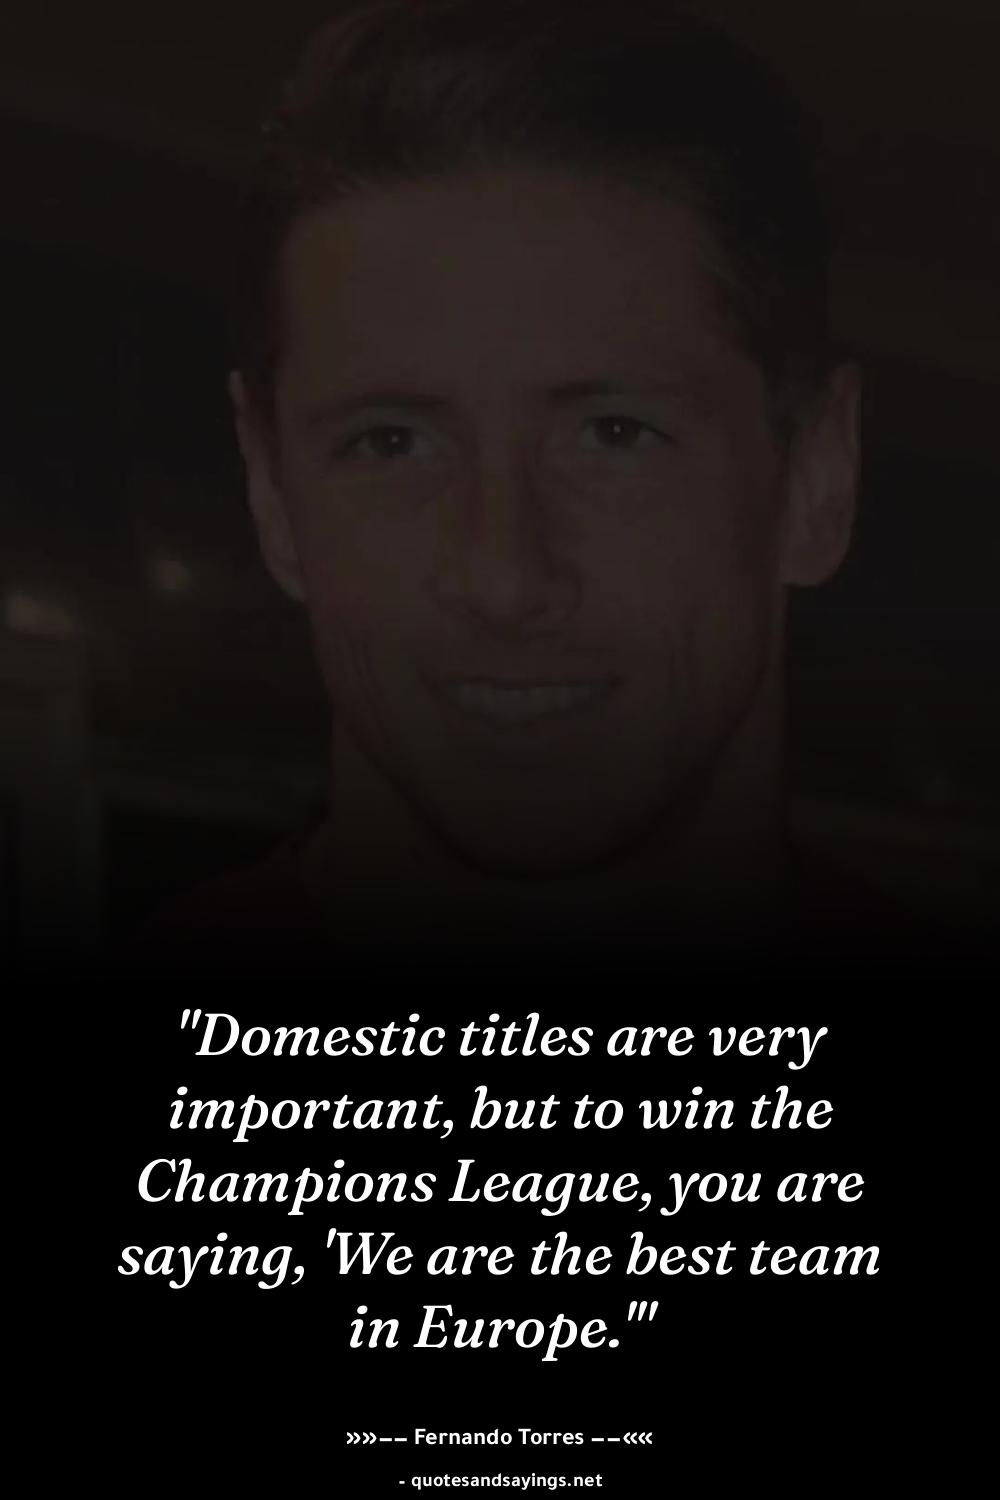 "Domestic titles are very
important, but to win the
Champions League, you are
saying, 'We are the best team
in Europe.'"
»»−− Fernando Torres −−««
- quotesandsayings.net